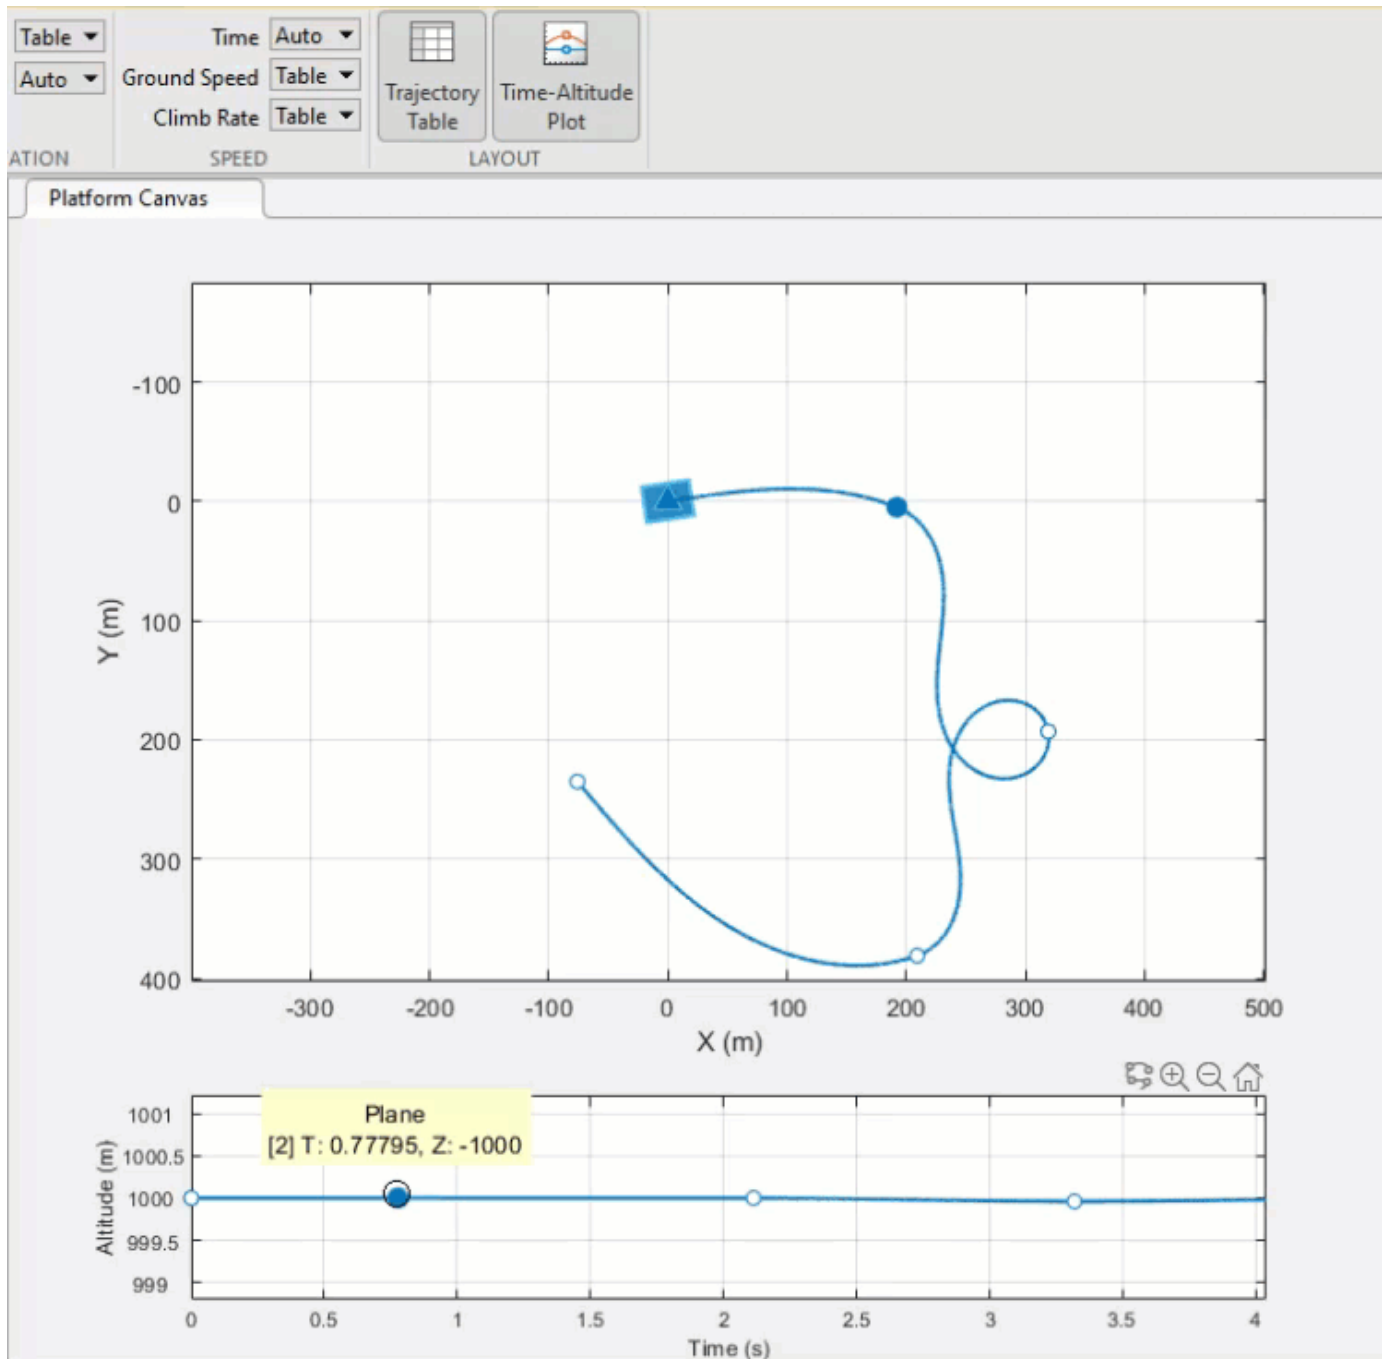 Table
Auto
ATION
Time Auto
Ground Speed Table
Climb Rate Table
SPEED
Trajectory
Table
Time-Altitude
Plot
LAYOUT
Platform Canvas
-100
0
100
200
300
400
Y (m)
-300 -200 -100 0 100 200 300 400 500
X (m)
Plane
[2] T: 0.77795, Z: -1000
1001
1000.5
1000
999.5
999
Altitude (m)
0 0.5 1 1.5 2 2.5 3 3.5 4
Time (s)